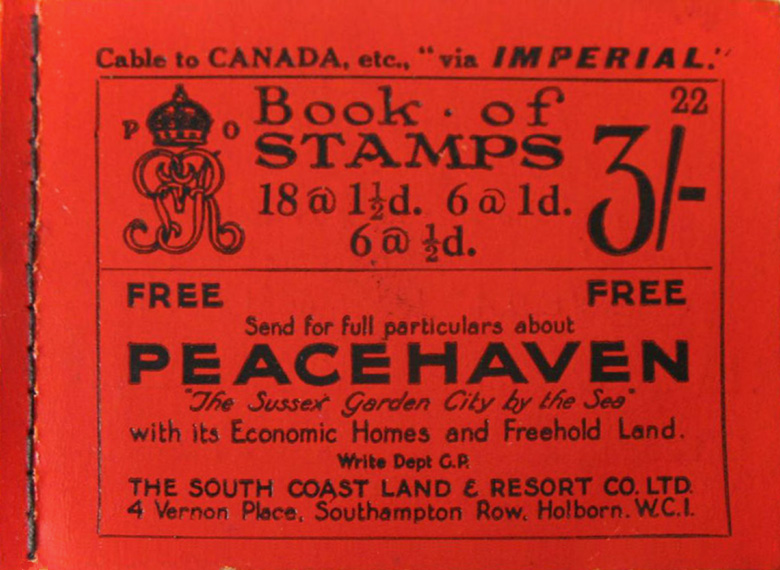 Cable to CANADA, etc., "via IMPERIAL."
22
P O
Book · of
STAMPS
3/-
18 @ 1½d. 6 @ 1d.
6 @ ½d.
FREE FREE
Send for full particulars about
PEACEHAVEN
"The Sussex Garden City by the Sea"
with its Economic Homes and Freehold Land.
Write Dept G.P.
THE SOUTH COAST LAND & RESORT CO. LTD.
4 Vernon Place, Southampton Row, Holborn. W.C.1.